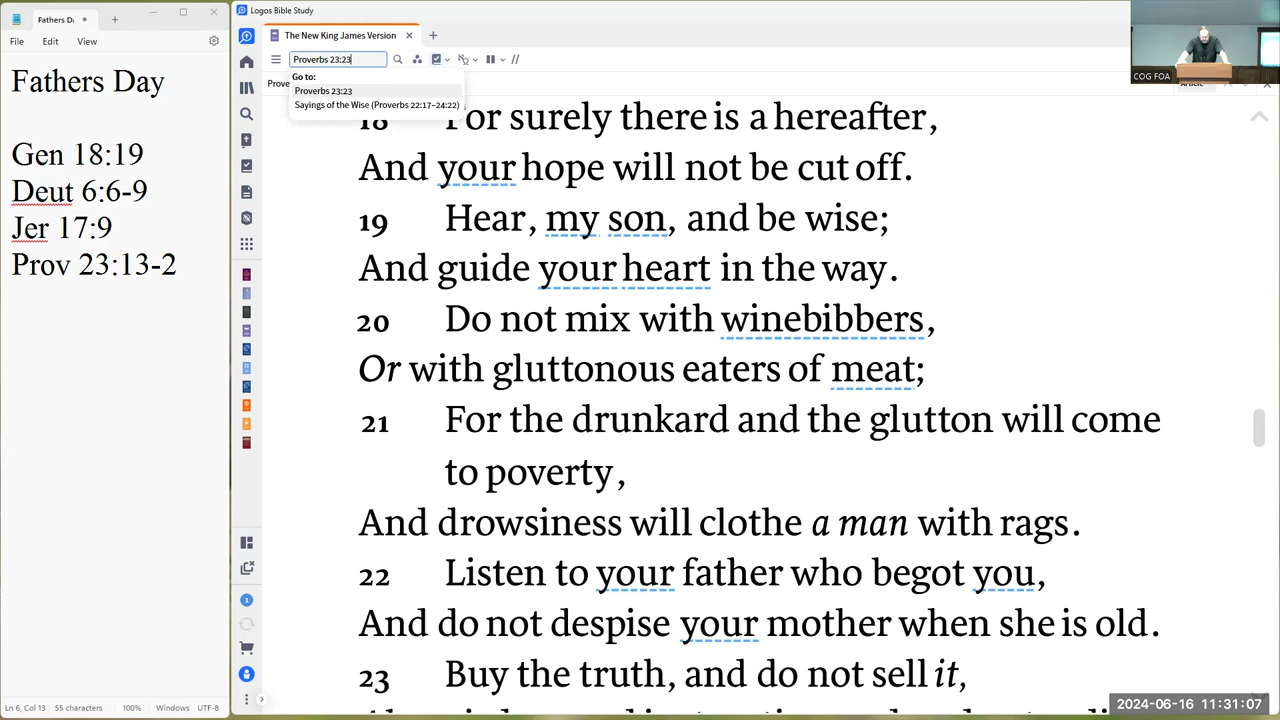 Fathers Da
File
Edit
View
Fathers Day
Gen 18:19
Deut 6:6-9
Jer 17:9
Prov 23:13-2
Ln 6, Col 13
55 characters
100%
Windows
UTF-8
Logos Bible Study
The New King James Version
Proverbs 23:23
Go to:
Proverbs 23:23
Sayings of the Wise (Proverbs 22:17–24:22)
Prove
18 For surely there is a hereafter,
And your hope will not be cut off.
19 Hear, my son, and be wise;
And guide your heart in the way.
20 Do not mix with winebibbers,
Or with gluttonous eaters of meat;
21 For the drunkard and the glutton will come
to poverty,
And drowsiness will clothe a man with rags.
22 Listen to your father who begot you,
And do not despise your mother when she is old.
23 Buy the truth, and do not sell it,
COG FOA
2024-06-16 11:31:07